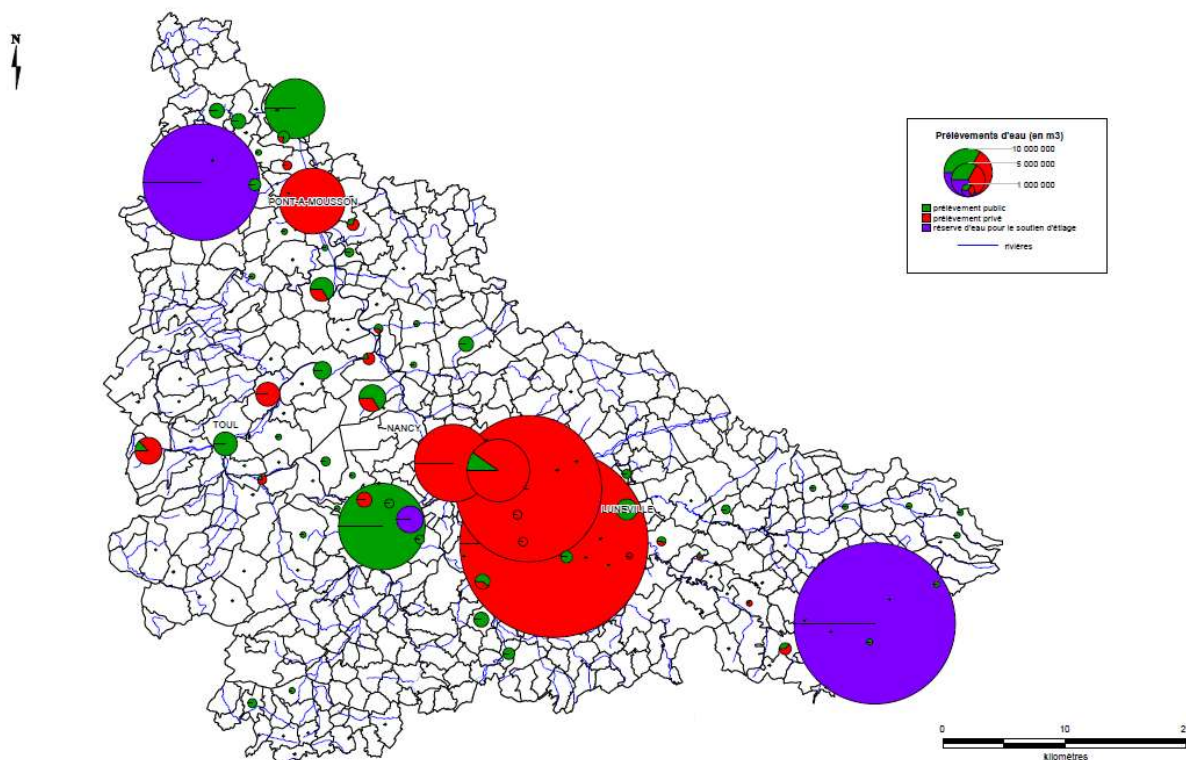 N
Prélèvements d'eau (en m3)
10 000 000
5 000 000
1 000 000
prélèvement public
prélèvement privé
réserve d'eau pour le soutien d'étiage
rivières
PONT-A-MOUSSON
TOUL
NANCY
LUNEVILLE
0 10 2
kilomètres